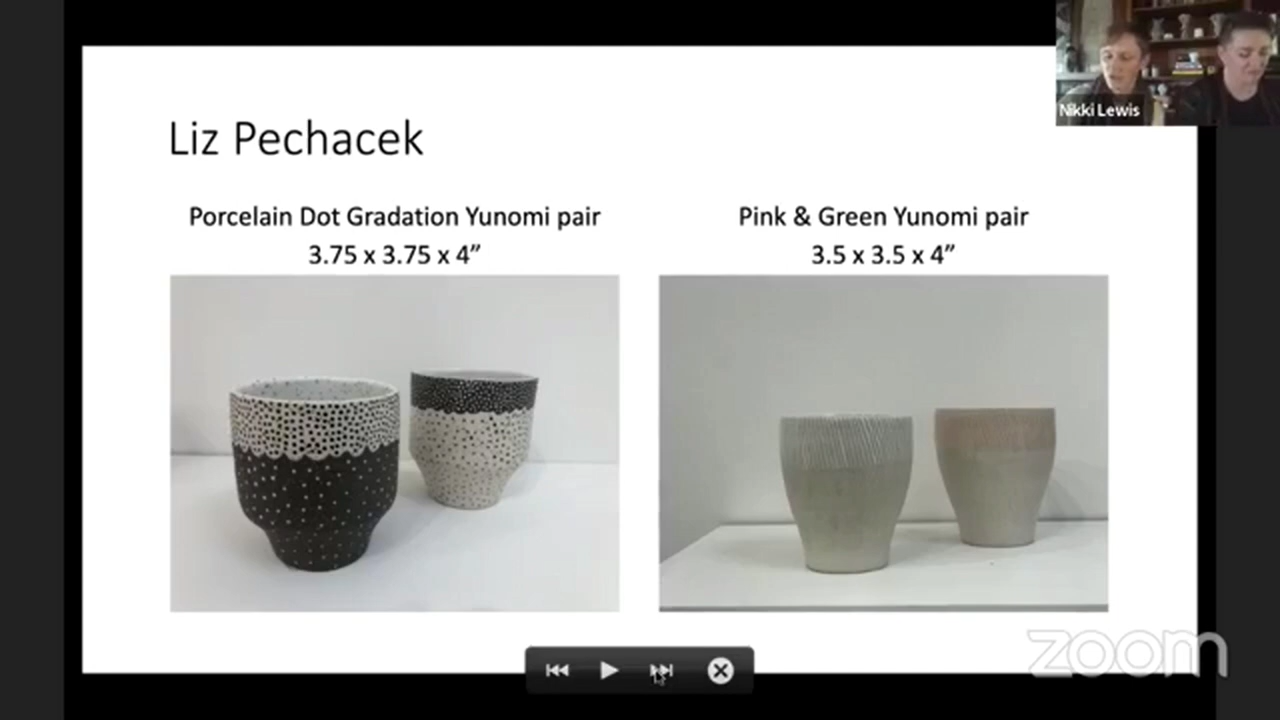 Nikki Lewis
Liz Pechacek
Porcelain Dot Gradation Yunomi pair
3.75 x 3.75 x 4”
Pink & Green Yunomi pair
3.5 x 3.5 x 4”
zoom